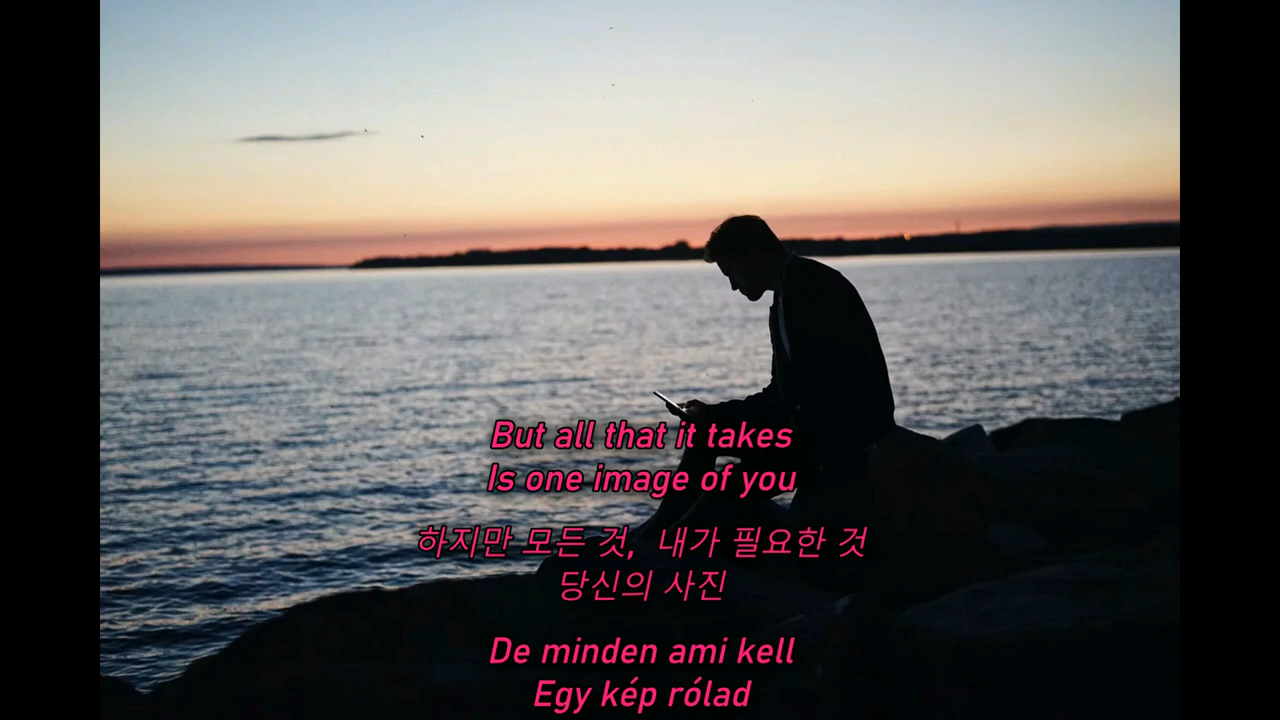 But all that it takes
Is one image of you
하지만 모든 것, 내가 필요한 것
당신의 사진
De minden ami kell
Egy kép rólad